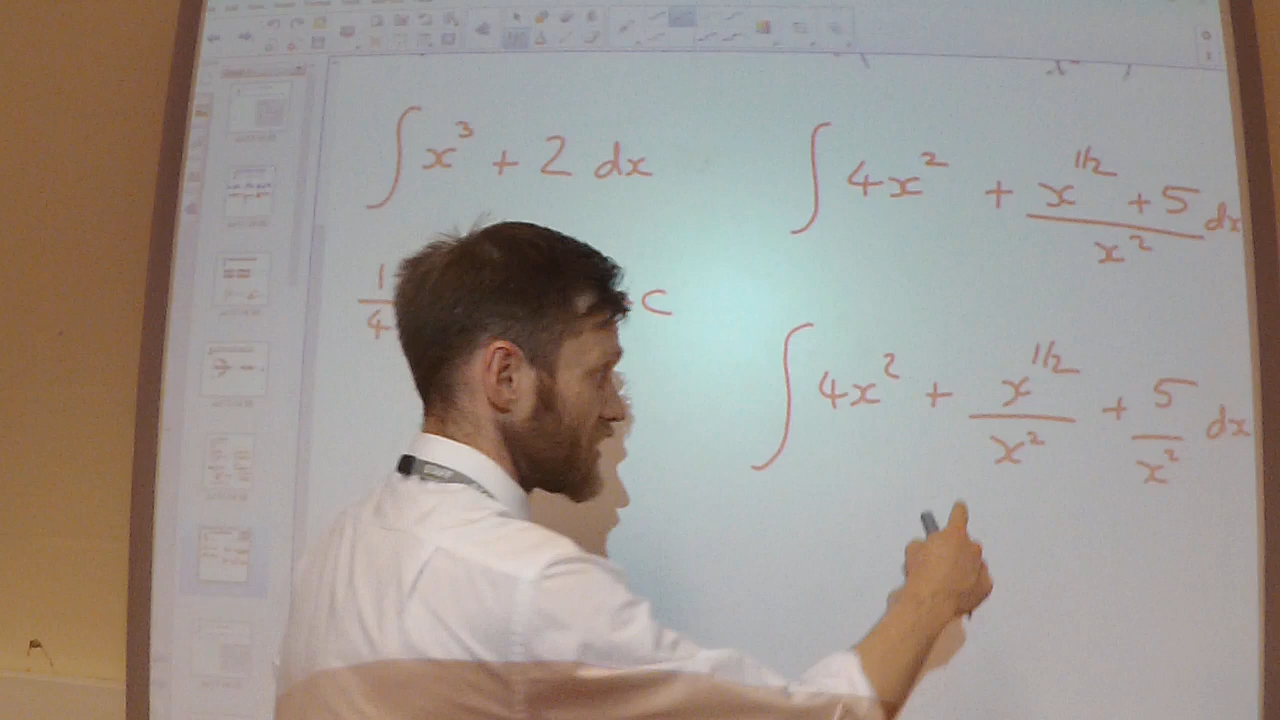 ∫ x³ + 2 dx
1/4 + c
∫ 4x² + (x^1/2 + 5)/x² dx
∫ 4x² + x^1/2/x² + 5/x² dx